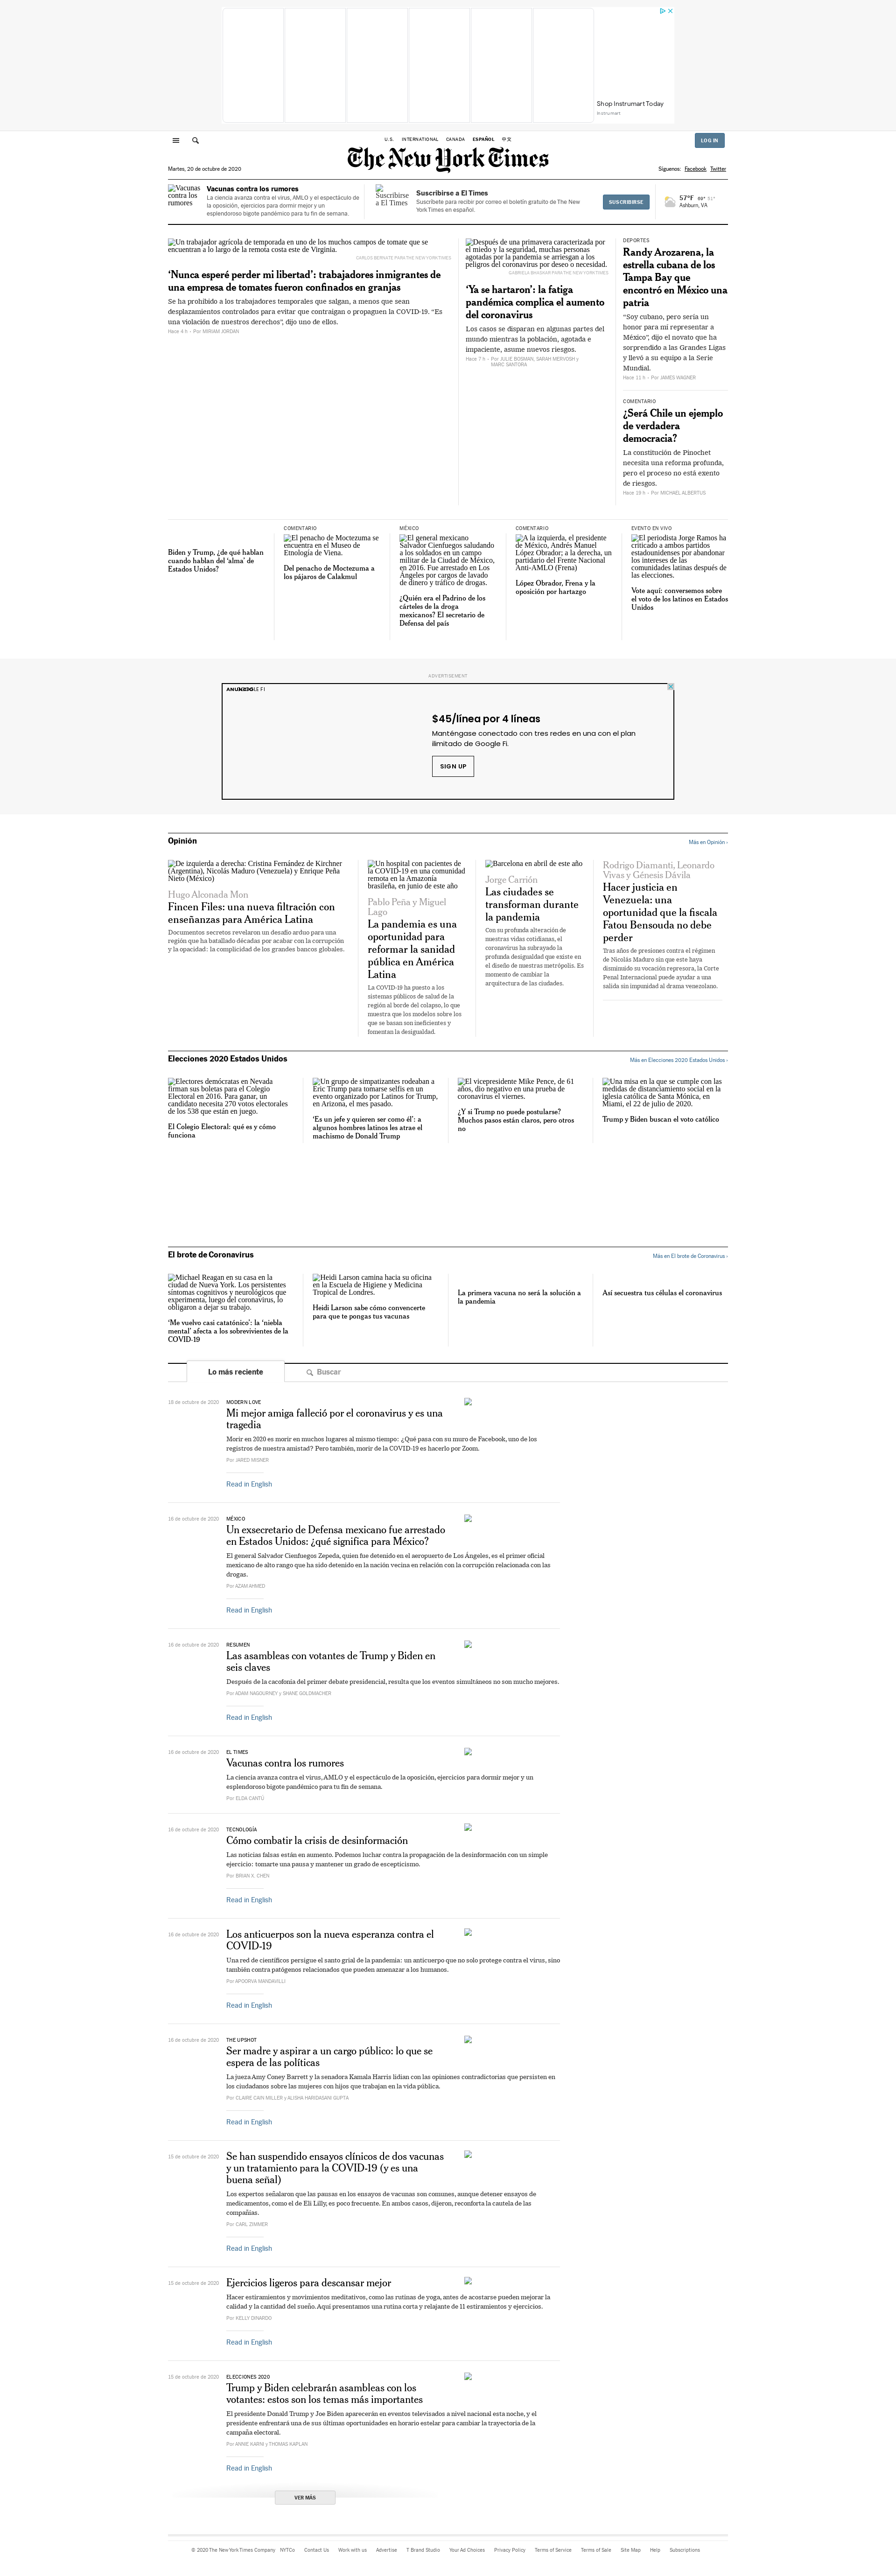 Shop Instrumart Today
Instrumart
U.S. INTERNATIONAL CANADA ESPAÑOL 中文
LOG IN
The New York Times
Martes, 20 de octubre de 2020
Síguenos: Facebook Twitter
Vacunas contra los rumores
Vacunas contra los rumores
La ciencia avanza contra el virus, AMLO y el espectáculo de la oposición, ejercicios para dormir mejor y un esplendoroso bigote pandémico para tu fin de semana.
Suscribirse a El Times
Suscribirse a El Times
Suscríbete para recibir por correo el boletín gratuito de The New York Times en español.
SUSCRIBIRSE
57°F
Ashburn, VA
Un trabajador agrícola de temporada en uno de los muchos campos de tomate que se encuentran a lo largo de la remota costa este de Virginia.
CARLOS BERNATE PARA THE NEW YORK TIMES
‘Nunca esperé perder mi libertad’: trabajadores inmigrantes de una empresa de tomates fueron confinados en granjas
Se ha prohibido a los trabajadores temporales que salgan, a menos que sean desplazamientos controlados para evitar que contraigan o propaguen la COVID-19. “Es una violación de nuestros derechos”, dijo uno de ellos.
Hace 4 h - Por MIRIAM JORDAN
Después de una primavera caracterizada por el miedo y la seguridad, muchas personas agotadas por la pandemia se arriesgan a los peligros del coronavirus por deseo o necesidad.
GABRIELA BHASKAR PARA THE NEW YORK TIMES
‘Ya se hartaron’: la fatiga pandémica complica el aumento del coronavirus
Los casos se disparan en algunas partes del mundo mientras la población, agotada e impaciente, asume nuevos riesgos.
Hace 7 h - Por JULIE BOSMAN, SARAH MERVOSH y MARC SANTORA
DEPORTES
Randy Arozarena, la estrella cubana de los Tampa Bay que encontró en México una patria
“Soy cubano, pero sería un honor para mí representar a México”, dijo el novato que ha sorprendido a las Grandes Ligas y llevó a su equipo a la Serie Mundial.
Hace 11 h - Por JAMES WAGNER
COMENTARIO
¿Será Chile un ejemplo de verdadera democracia?
La constitución de Pinochet necesita una reforma profunda, pero el proceso no está exento de riesgos.
Hace 19 h - Por MICHAEL ALBERTUS
Biden y Trump, ¿de qué hablan cuando hablan del ‘alma’ de Estados Unidos?
COMENTARIO
El penacho de Moctezuma se encuentra en el Museo de Etnología de Viena.
Del penacho de Moctezuma a los pájaros de Calakmul
MÉXICO
El general mexicano Salvador Cienfuegos saludando a los soldados en un campo militar de la Ciudad de México, en 2016. Fue arrestado en Los Ángeles por cargos de lavado de dinero y tráfico de drogas.
¿Quién era el Padrino de los cárteles de la droga mexicanos? El secretario de Defensa del país
COMENTARIO
A la izquierda, el presidente de México, Andrés Manuel López Obrador; a la derecha, un partidario del Frente Nacional Anti-AMLO (Frena)
López Obrador, Frena y la oposición por hartazgo
EVENTO EN VIVO
El periodista Jorge Ramos ha criticado a ambos partidos estadounidenses por abandonar los intereses de las comunidades latinas después de las elecciones.
Vote aquí: conversemos sobre el voto de los latinos en Estados Unidos
ADVERTISEMENT
ANUNCIO
$45/línea por 4 líneas
Manténgase conectado con tres redes en una con el plan ilimitado de Google Fi.
SIGN UP
Opinión
Más en Opinión ›
De izquierda a derecha: Cristina Fernández de Kirchner (Argentina), Nicolás Maduro (Venezuela) y Enrique Peña Nieto (México)
Hugo Alconada Mon
Fincen Files: una nueva filtración con enseñanzas para América Latina
Documentos secretos revelaron un desafío arduo para una región que ha batallado décadas por acabar con la corrupción y la opacidad: la complicidad de los grandes bancos globales.
Un hospital con pacientes de la COVID-19 en una comunidad remota en la Amazonía brasileña, en junio de este año
Pablo Peña y Miguel Lago
La pandemia es una oportunidad para reformar la sanidad pública en América Latina
La COVID-19 ha puesto a los sistemas públicos de salud de la región al borde del colapso, lo que muestra que los modelos sobre los que se basan son ineficientes y fomentan la desigualdad.
Barcelona en abril de este año
Jorge Carrión
Las ciudades se transforman durante la pandemia
Con su profunda alteración de nuestras vidas cotidianas, el coronavirus ha subrayado la profunda desigualdad que existe en el diseño de nuestras metrópolis. Es momento de cambiar la arquitectura de las ciudades.
Rodrigo Diamanti, Leonardo Vivas y Génesis Dávila
Hacer justicia en Venezuela: una oportunidad que la fiscala Fatou Bensouda no debe perder
Tras años de presiones contra el régimen de Nicolás Maduro sin que este haya disminuido su vocación represora, la Corte Penal Internacional puede ayudar a una salida sin impunidad al drama venezolano.
Elecciones 2020 Estados Unidos
Más en Elecciones 2020 Estados Unidos ›
Electores demócratas en Nevada firman sus boletas para el Colegio Electoral en 2016. Para ganar, un candidato necesita 270 votos electorales de los 538 que están en juego.
El Colegio Electoral: qué es y cómo funciona
Un grupo de simpatizantes rodeaban a Eric Trump para tomarse selfis en un evento organizado por Latinos for Trump, en Arizona, el mes pasado.
‘Es un jefe y quieren ser como él’: a algunos hombres latinos les atrae el machismo de Donald Trump
El vicepresidente Mike Pence, de 61 años, dio negativo en una prueba de coronavirus el viernes.
¿Y si Trump no puede postularse? Muchos pasos están claros, pero otros no
Una misa en la que se cumple con las medidas de distanciamiento social en la iglesia católica de Santa Mónica, en Miami, el 22 de julio de 2020.
Trump y Biden buscan el voto católico
El brote de Coronavirus
Más en El brote de Coronavirus ›
Michael Reagan en su casa en la ciudad de Nueva York. Los persistentes síntomas cognitivos y neurológicos que experimenta, luego del coronavirus, lo obligaron a dejar su trabajo.
‘Me vuelvo casi catatónico’: la ‘niebla mental’ afecta a los sobrevivientes de la COVID-19
Heidi Larson camina hacia su oficina en la Escuela de Higiene y Medicina Tropical de Londres.
Heidi Larson sabe cómo convencerte para que te pongas tus vacunas
La primera vacuna no será la solución a la pandemia
Así secuestra tus células el coronavirus
Lo más reciente
Buscar
18 de octubre de 2020
MODERN LOVE
Mi mejor amiga falleció por el coronavirus y es una tragedia
Morir en 2020 es morir en muchos lugares al mismo tiempo: ¿Qué pasa con su muro de Facebook, uno de los registros de nuestra amistad? Pero también, morir de la COVID-19 es hacerlo por Zoom.
Por JARED MISNER
Read in English
16 de octubre de 2020
MÉXICO
Un exsecretario de Defensa mexicano fue arrestado en Estados Unidos: ¿qué significa para México?
El general Salvador Cienfuegos Zepeda, quien fue detenido en el aeropuerto de Los Ángeles, es el primer oficial mexicano de alto rango que ha sido detenido en la nación vecina en relación con la corrupción relacionada con las drogas.
Por AZAM AHMED
Read in English
16 de octubre de 2020
RESUMEN
Las asambleas con votantes de Trump y Biden en seis claves
Después de la cacofonía del primer debate presidencial, resulta que los eventos simultáneos no son mucho mejores.
Por ADAM NAGOURNEY y SHANE GOLDMACHER
Read in English
16 de octubre de 2020
EL TIMES
Vacunas contra los rumores
La ciencia avanza contra el virus, AMLO y el espectáculo de la oposición, ejercicios para dormir mejor y un esplendoroso bigote pandémico para tu fin de semana.
Por ELDA CANTÚ
16 de octubre de 2020
TECNOLOGÍA
Cómo combatir la crisis de desinformación
Las noticias falsas están en aumento. Podemos luchar contra la propagación de la desinformación con un simple ejercicio: tomarte una pausa y mantener un grado de escepticismo.
Por BRIAN X. CHEN
Read in English
16 de octubre de 2020
Los anticuerpos son la nueva esperanza contra el COVID-19
Una red de científicos persigue el santo grial de la pandemia: un anticuerpo que no solo protege contra el virus, sino también contra patógenos relacionados que pueden amenazar a los humanos.
Por APOORVA MANDAVILLI
Read in English
16 de octubre de 2020
THE UPSHOT
Ser madre y aspirar a un cargo público: lo que se espera de las políticas
La jueza Amy Coney Barrett y la senadora Kamala Harris lidian con las opiniones contradictorias que persisten en los ciudadanos sobre las mujeres con hijos que trabajan en la vida pública.
Por CLAIRE CAIN MILLER y ALISHA HARIDASANI GUPTA
Read in English
15 de octubre de 2020
Se han suspendido ensayos clínicos de dos vacunas y un tratamiento para la COVID-19 (y es una buena señal)
Los expertos señalaron que las pausas en los ensayos de vacunas son comunes, aunque detener ensayos de medicamentos, como el de Eli Lilly, es poco frecuente. En ambos casos, dijeron, reconforta la cautela de las compañías.
Por CARL ZIMMER
Read in English
15 de octubre de 2020
Ejercicios ligeros para descansar mejor
Hacer estiramientos y movimientos meditativos, como las rutinas de yoga, antes de acostarse pueden mejorar la calidad y la cantidad del sueño. Aquí presentamos una rutina corta y relajante de 11 estiramientos y ejercicios.
Por KELLY DINARDO
Read in English
15 de octubre de 2020
ELECCIONES 2020
Trump y Biden celebrarán asambleas con los votantes: estos son los temas más importantes
El presidente Donald Trump y Joe Biden aparecerán en eventos televisados a nivel nacional esta noche, y el presidente enfrentará una de sus últimas oportunidades en horario estelar para cambiar la trayectoria de la campaña electoral.
Por ANNIE KARNI y THOMAS KAPLAN
Read in English
VER MÁS
© 2020 The New York Times Company NYTCo Contact Us Work with us Advertise T Brand Studio Your Ad Choices Privacy Policy Terms of Service Terms of Sale Site Map Help Subscriptions